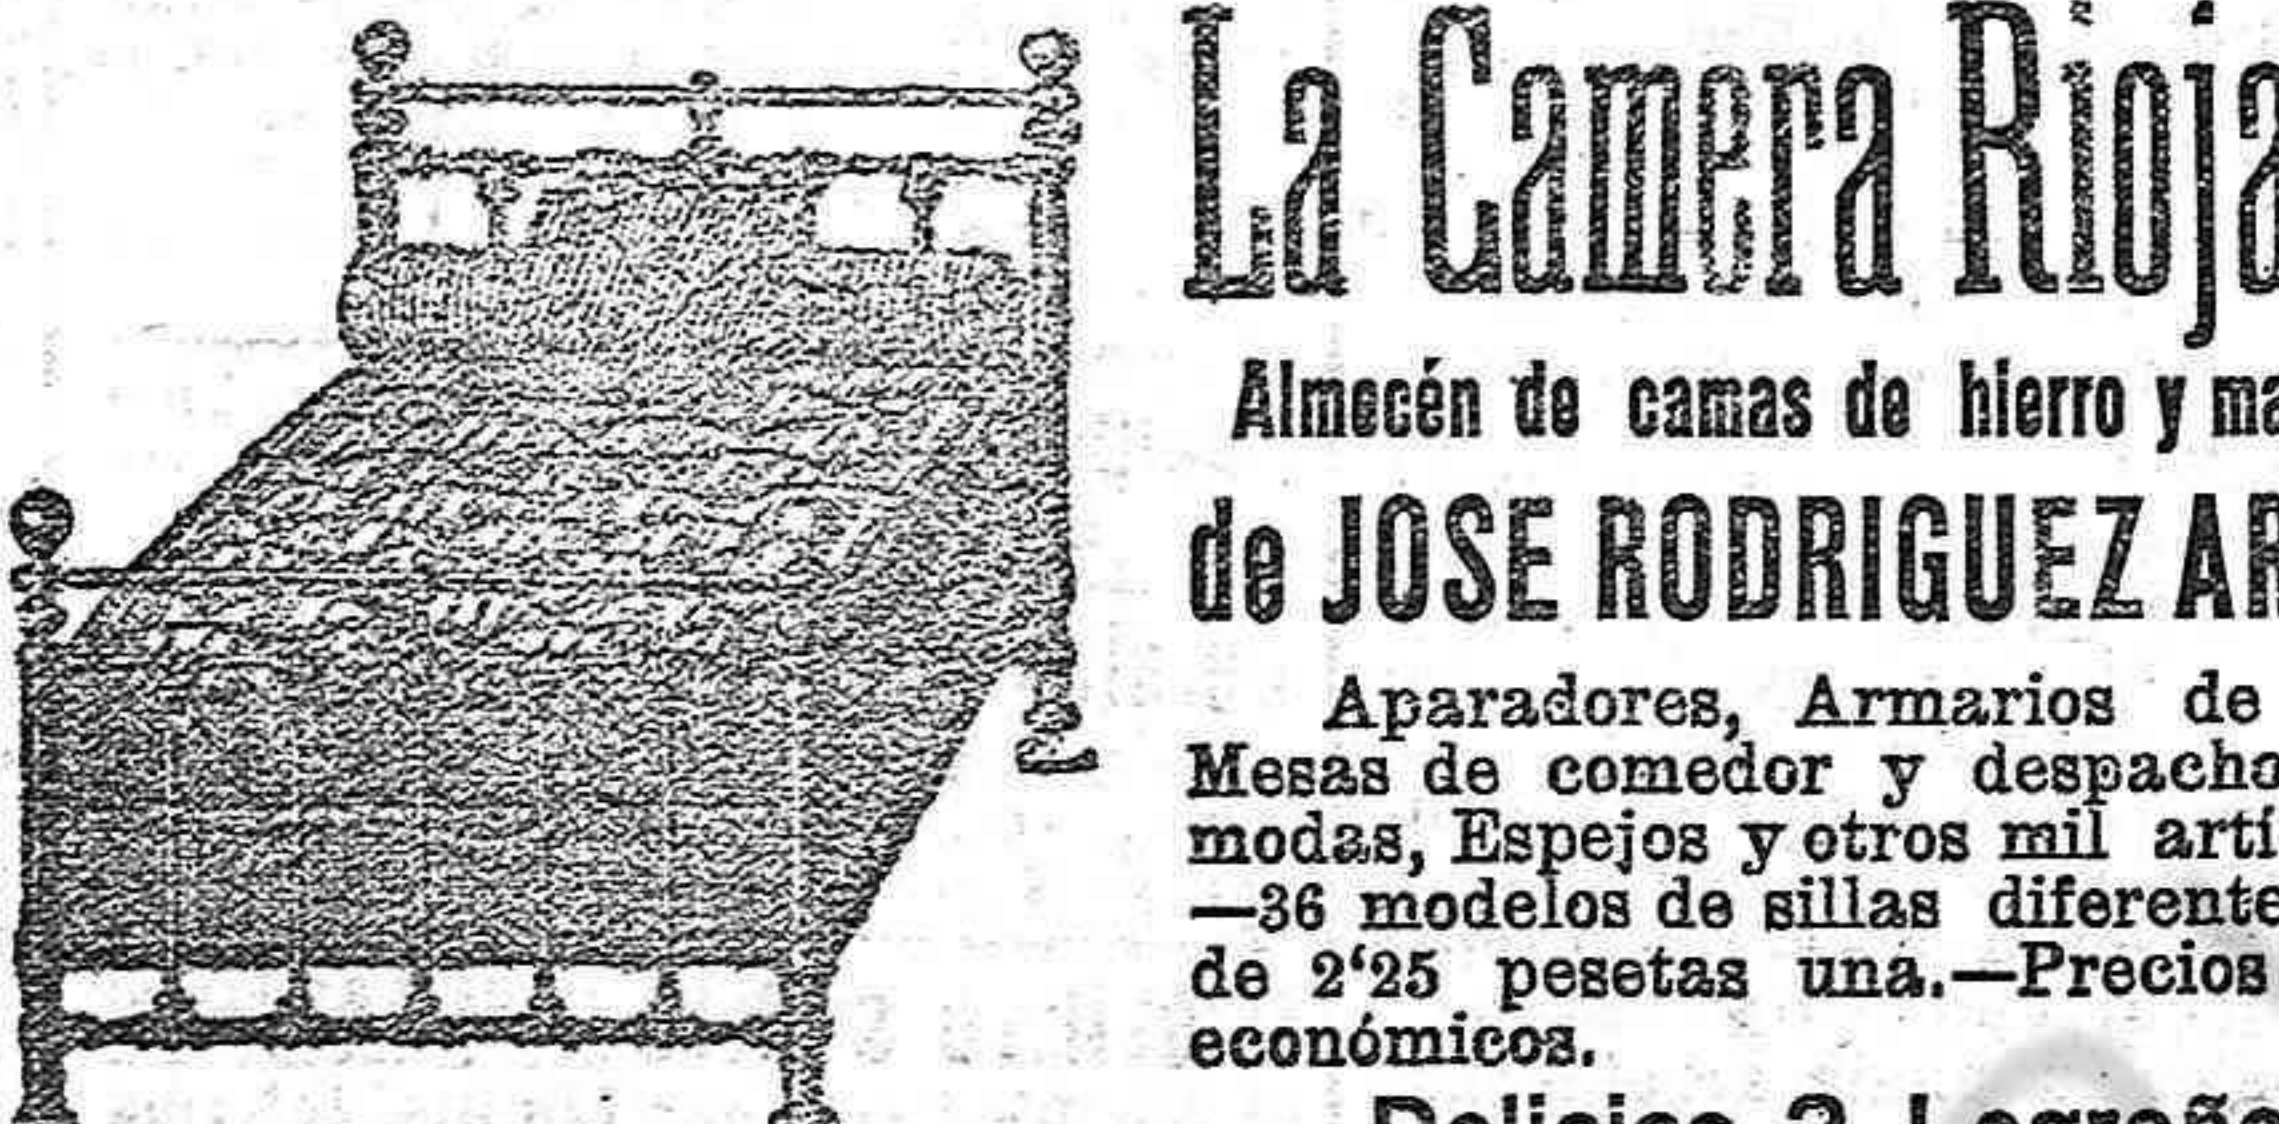 La Camera Rioja
Almecén de camas de hierro y ma
de JOSE RODRIGUEZ AR
Aparadores, Armarios de
Mesas de comedor y despacho
modas, Espejos y otros mil artí
—36 modelos de sillas diferente
de 2‘25 pesetas una.—Precios
económicos.